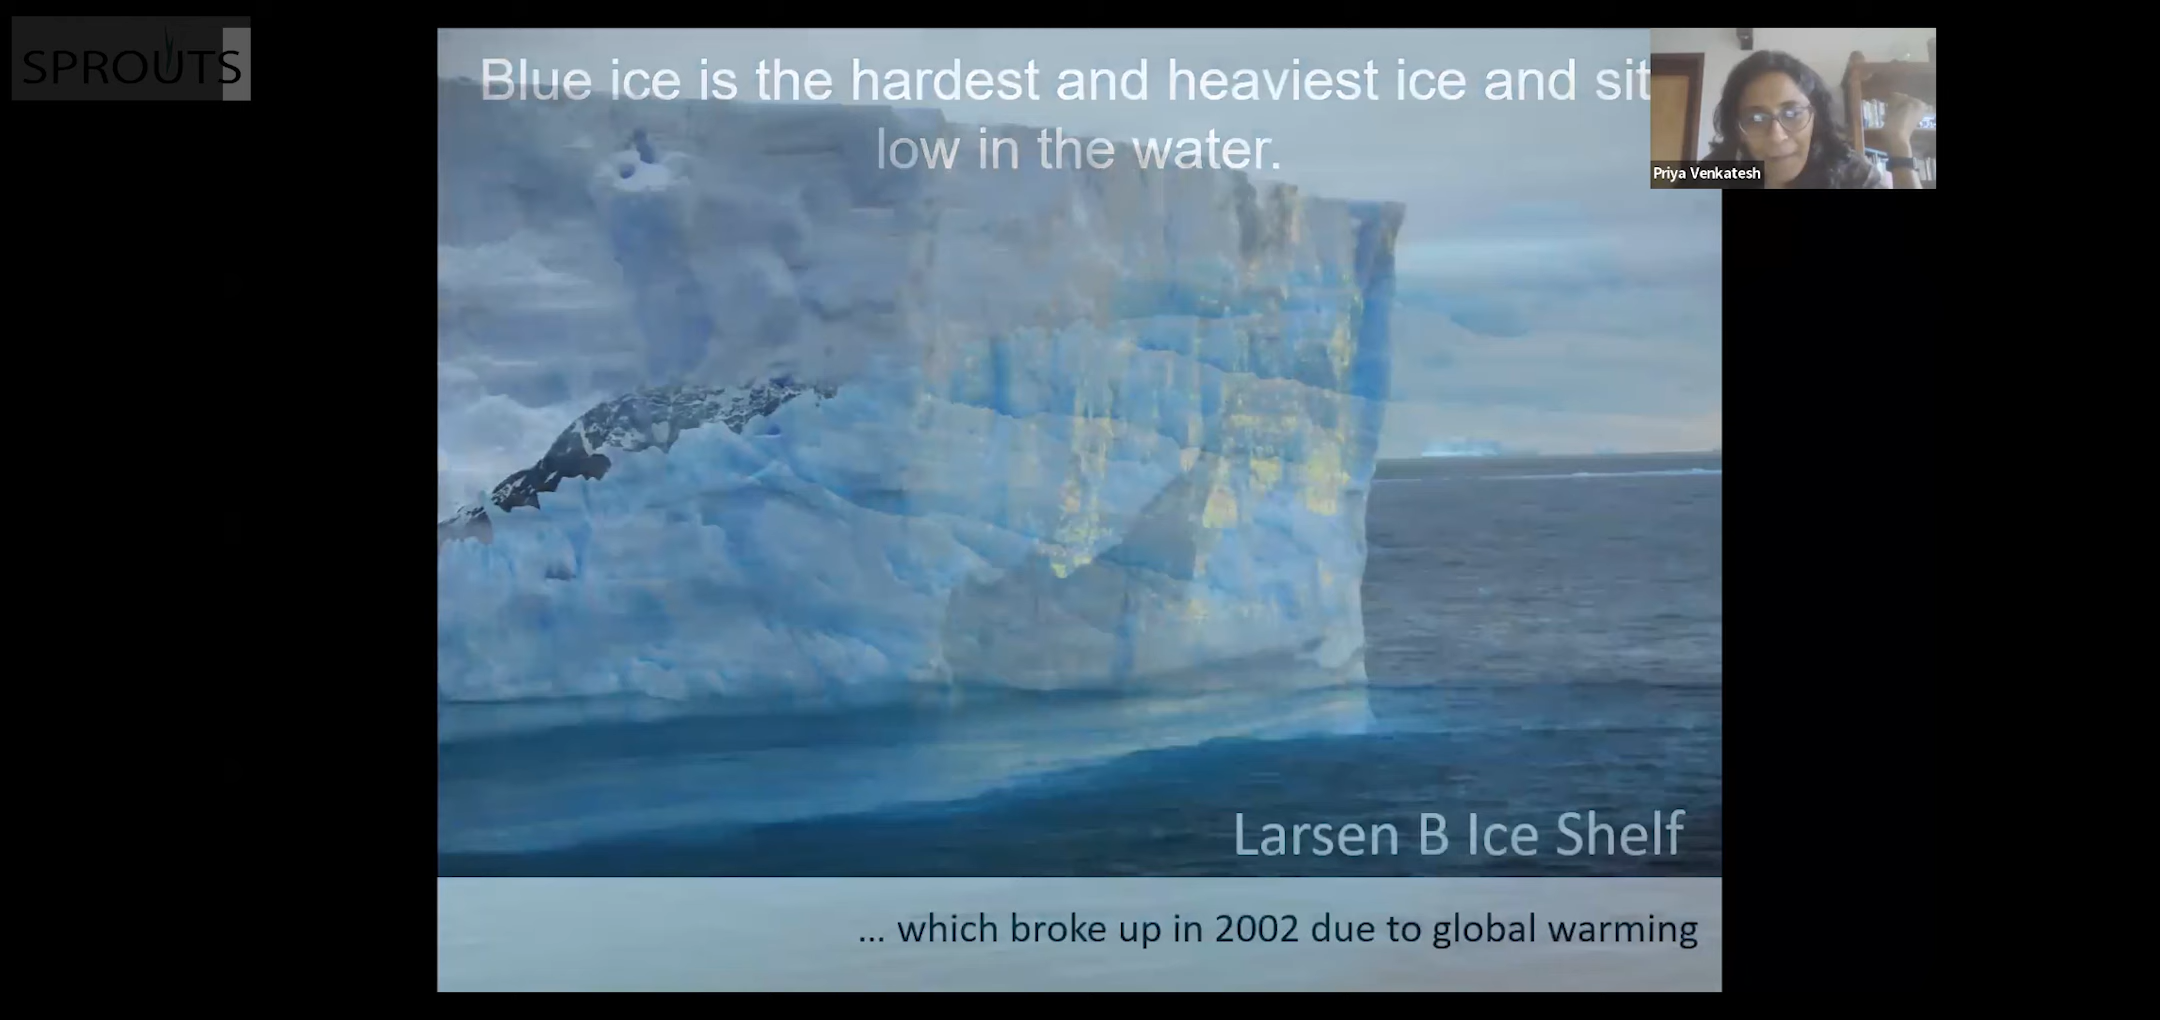 SPROUTS
Blue ice is the hardest and heaviest ice and sit
low in the water.
Priya Venkatesh
Larsen B Ice Shelf
... which broke up in 2002 due to global warming